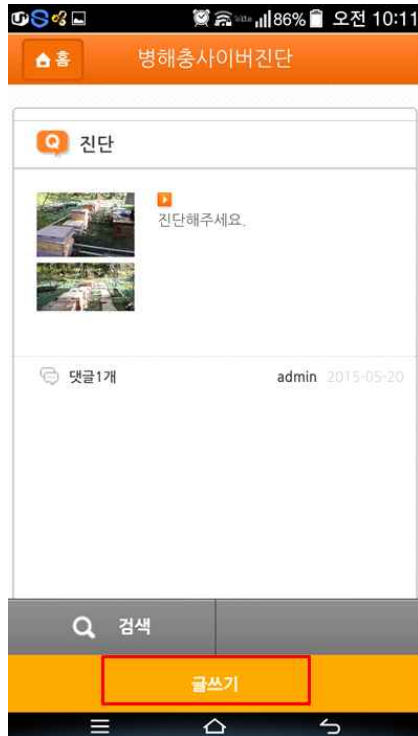 86% 오전 10:11
홈 병해충사이버진단
Q 진단
진단해주세요.
댓글1개 admin 2015-05-20
검색
글쓰기